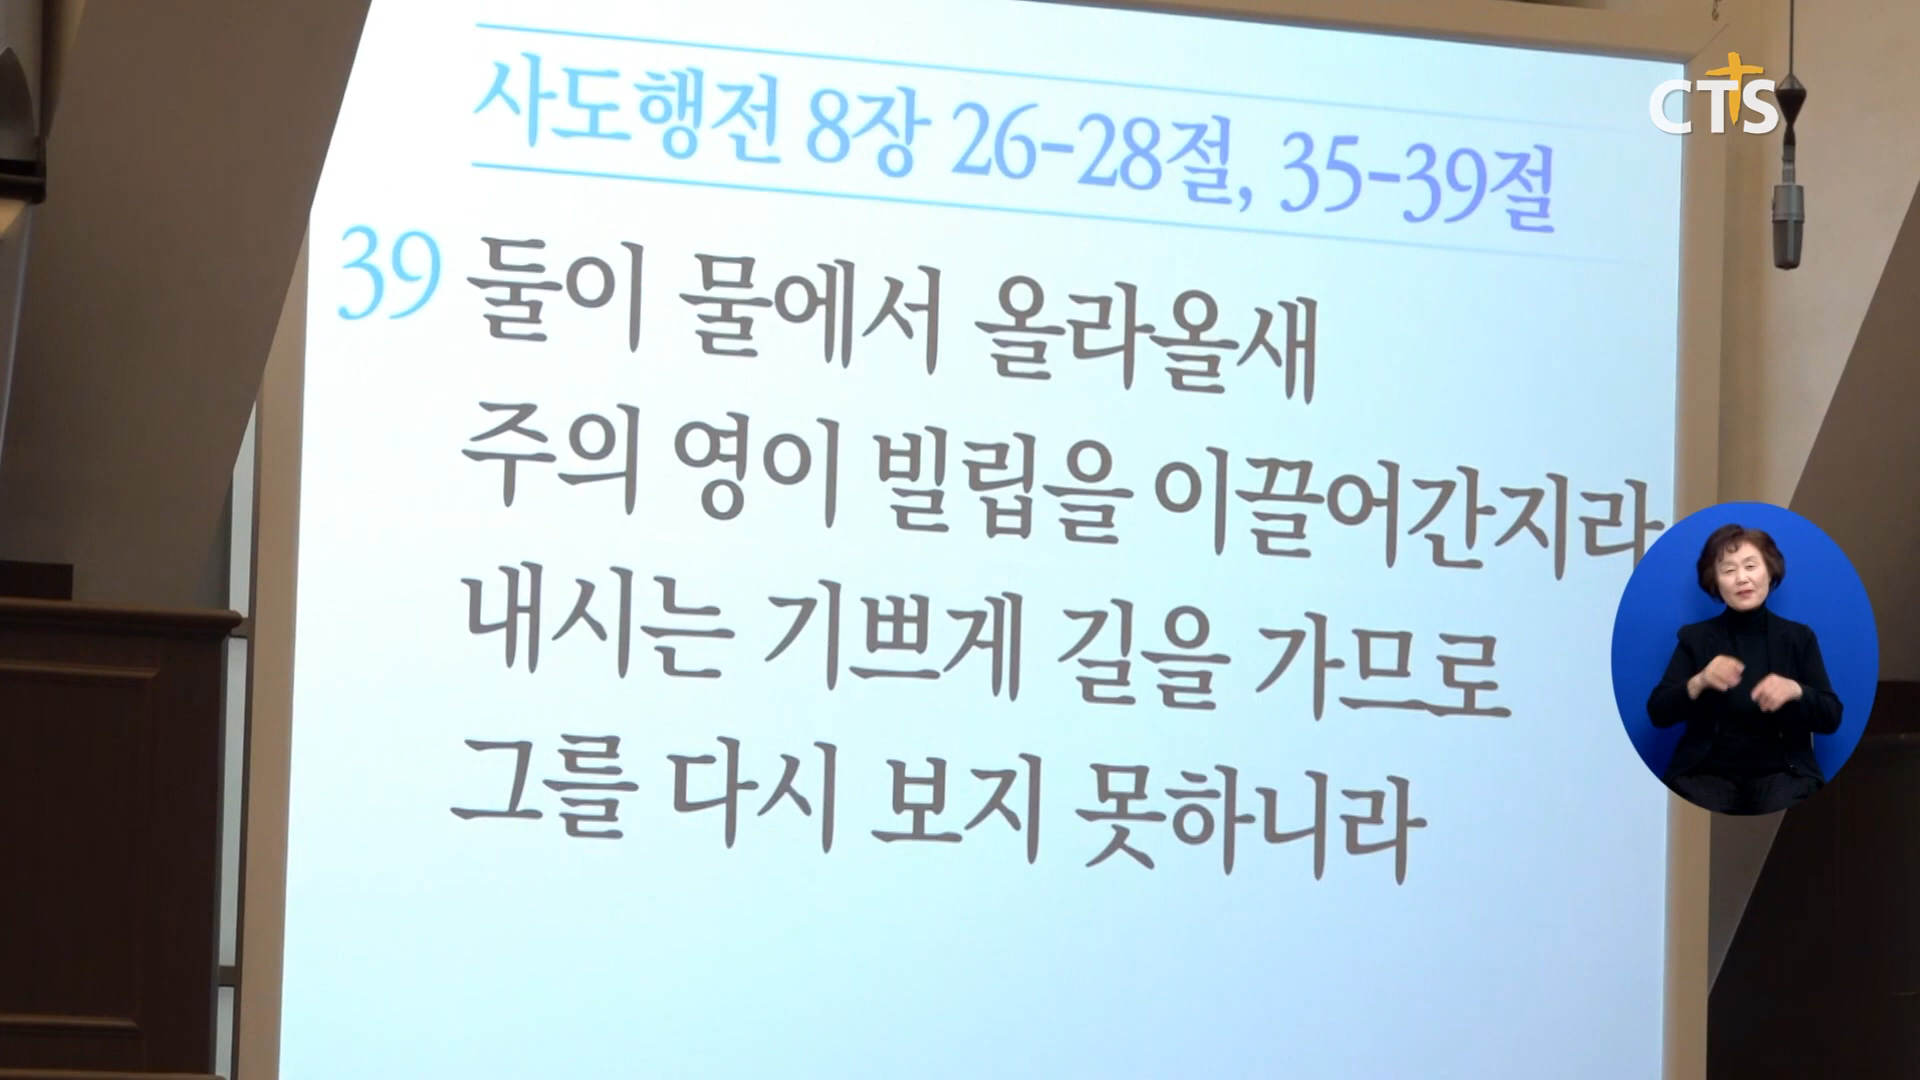 사도행전 8장 26-28절, 35-39절
39 둘이 물에서 올라올새
주의 영이 빌립을 이끌어간지라
내시는 기쁘게 길을 가므로
그를 다시 보지 못하니라
CTS